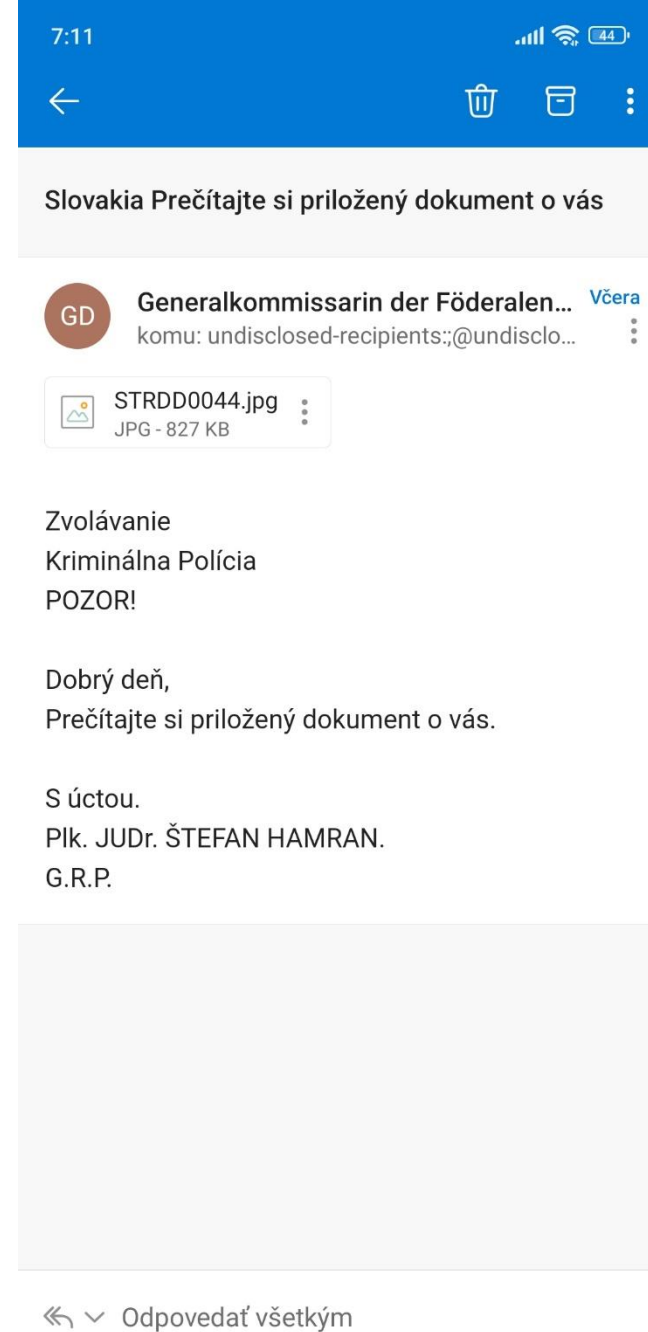 7:11
44
Slovakia Prečítajte si priložený dokument o vás
GD
Generalkommissarin der Föderalen...
Včera
komu: undisclosed-recipients:;@undisclo...
STRDD0044.jpg
JPG - 827 KB
Zvolávanie
Kriminálna Polícia
POZOR!
Dobrý deň,
Prečítajte si priložený dokument o vás.
S úctou.
Plk. JUDr. ŠTEFAN HAMRAN.
G.R.P.
Odpovedať všetkým